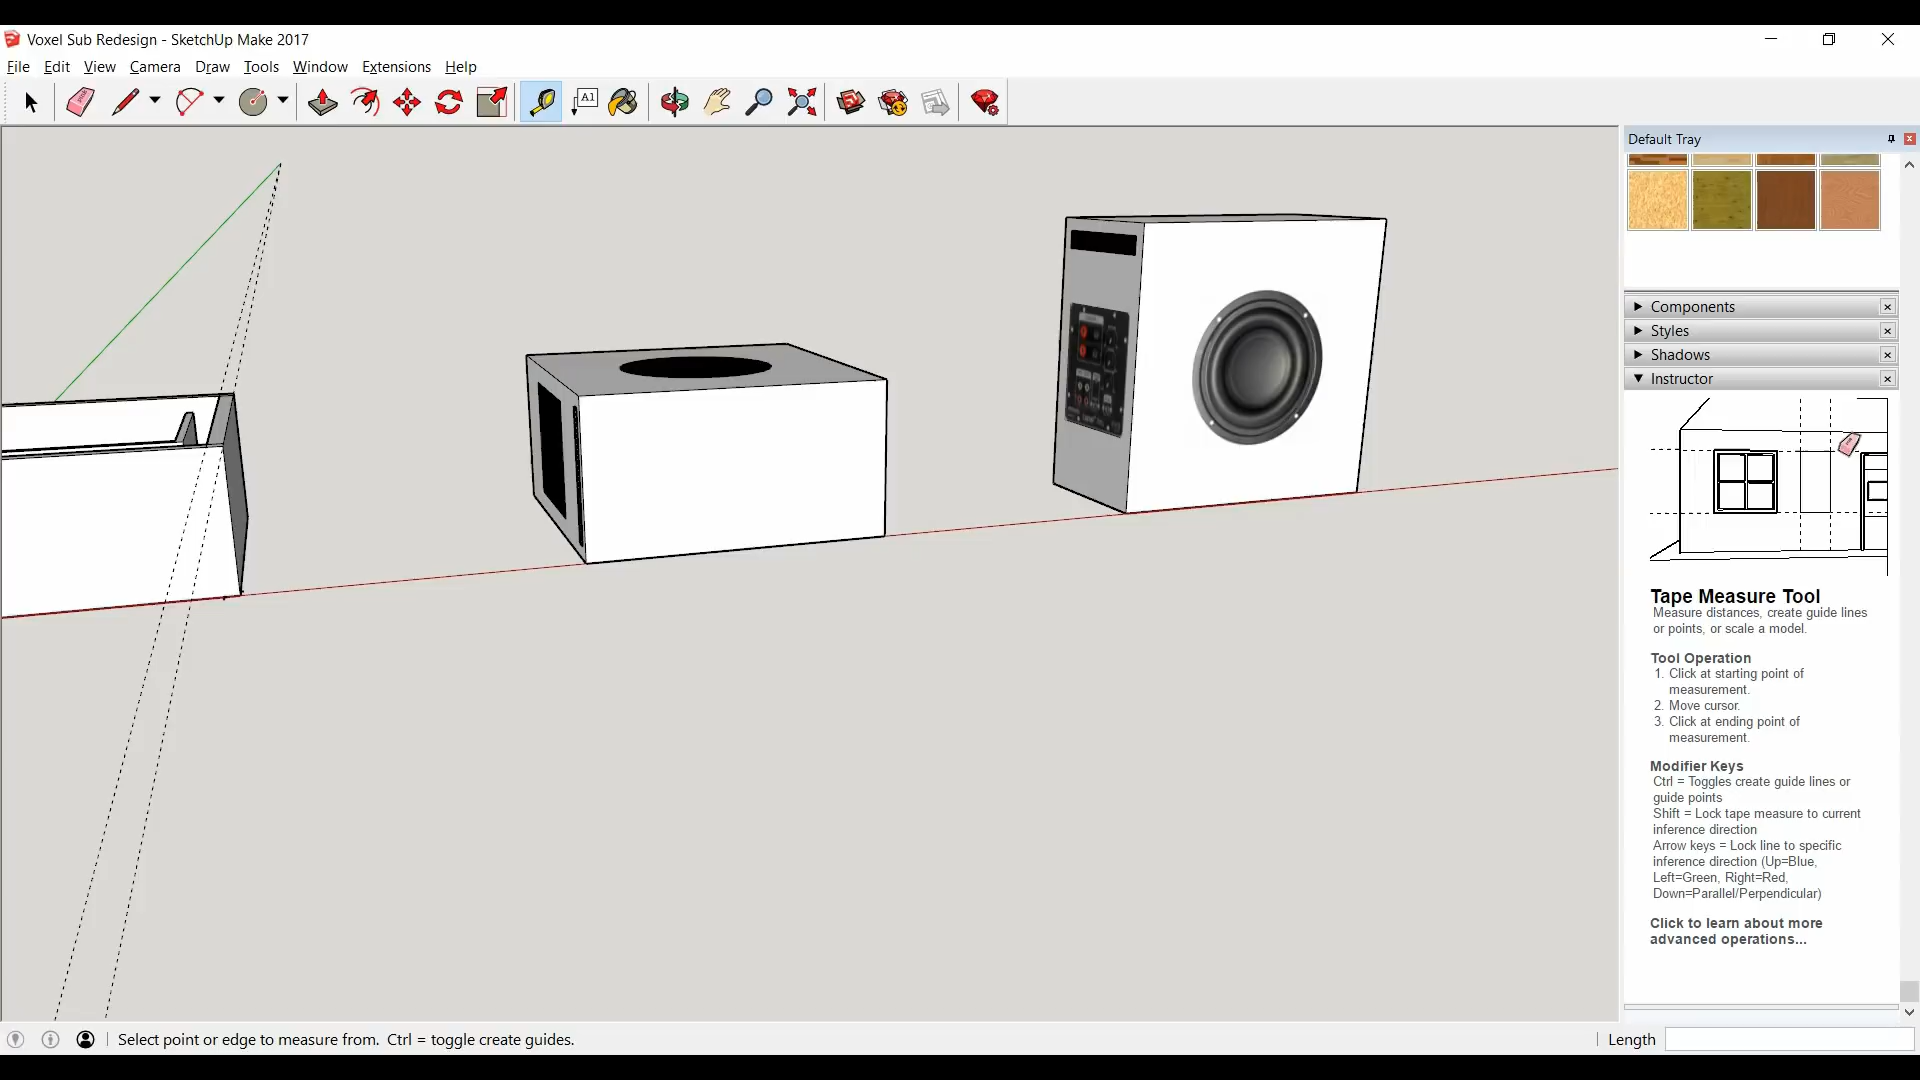 Voxel Sub Redesign - SketchUp Make 2017
File Edit View Camera Draw Tools Window Extensions Help
A1
Default Tray
Components
Styles
Shadows
Instructor
Tape Measure Tool
Measure distances, create guide lines
or points, or scale a model.
Tool Operation
1. Click at starting point of
measurement.
2. Move cursor.
3. Click at ending point of
measurement.
Modifier Keys
Ctrl = Toggles create guide lines or
guide points
Shift = Lock tape measure to current
inference direction
Arrow keys = Lock line to specific
inference direction (Up=Blue,
Left=Green, Right=Red,
Down=Parallel/Perpendicular)
Click to learn about more
advanced operations...
Select point or edge to measure from. Ctrl = toggle create guides.
Length